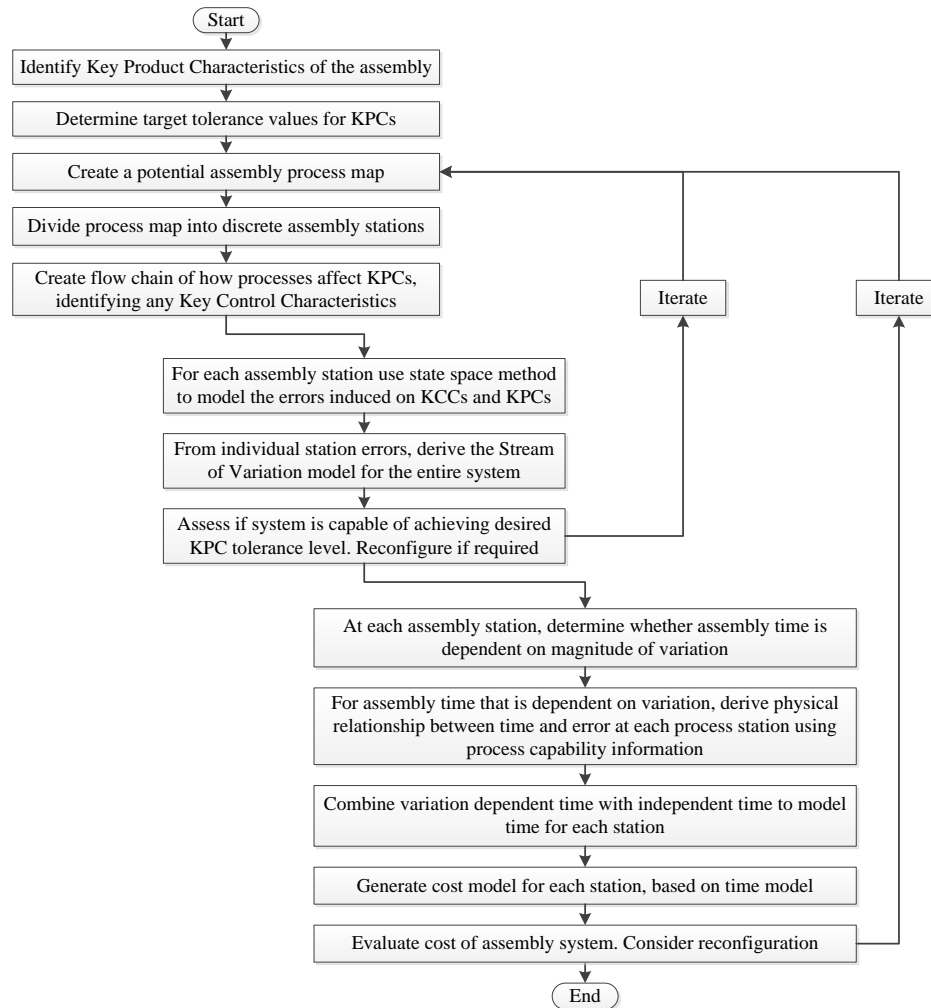 Start
Identify Key Product Characteristics of the assembly
Determine target tolerance values for KPCs
Create a potential assembly process map
Divide process map into discrete assembly stations
Create flow chain of how processes affect KPCs,
identifying any Key Control Characteristics
Iterate
Iterate
For each assembly station use state space method
to model the errors induced on KCCs and KPCs
From individual station errors, derive the Stream
of Variation model for the entire system
Assess if system is capable of achieving desired
KPC tolerance level. Reconfigure if required
At each assembly station, determine whether assembly time is
dependent on magnitude of variation
For assembly time that is dependent on variation, derive physical
relationship between time and error at each process station using
process capability information
Combine variation dependent time with independent time to model
time for each station
Generate cost model for each station, based on time model
Evaluate cost of assembly system. Consider reconfiguration
End